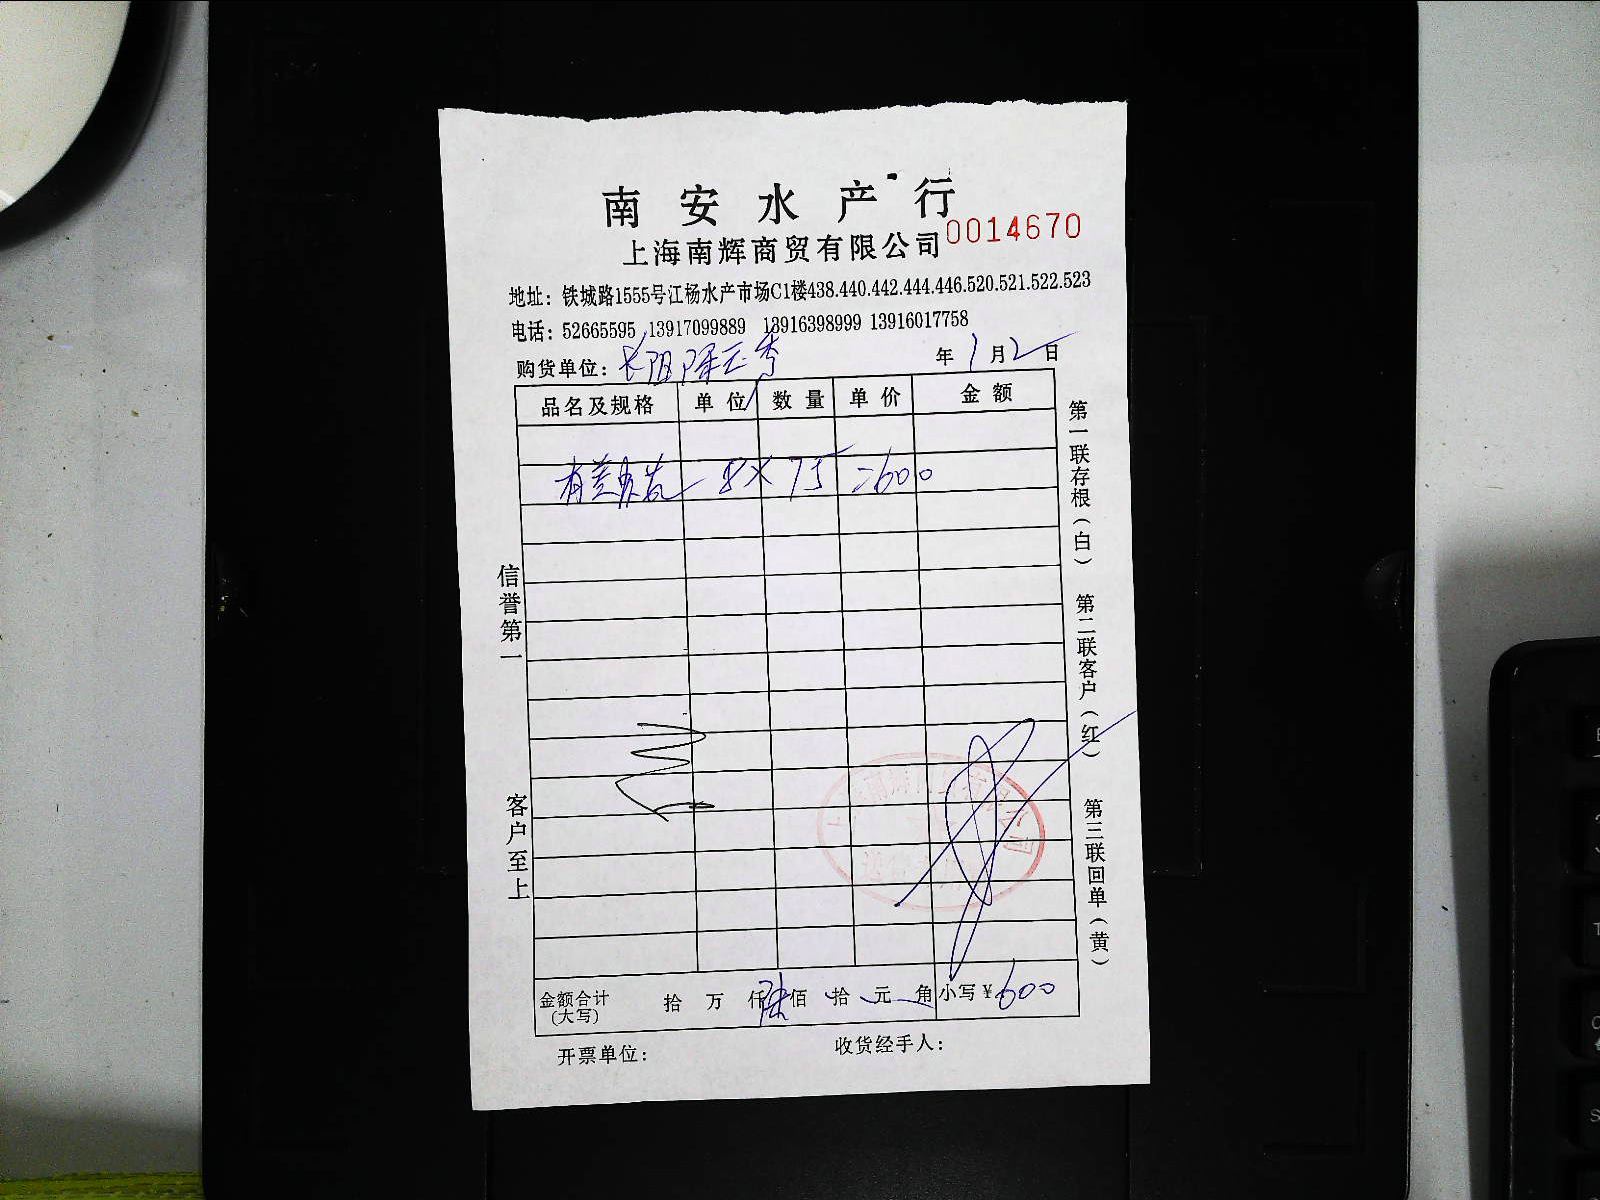 南安水产行
0014670
上海南辉商贸有限公司
地址：铁城路1555号江杨水产市场C1楼438.440.442.444.446.520.521.522.523
电话：52665595 13917099889 13916398999 13916017758
购货单位： 年 1 月 2 日
品名及规格 单位 数量 单价 金额
8 × 75 =600
信誉第一
客户至上
第一联存根（白）
第二联客户（红）
第三联回单（黄）
金额合计 拾 万 仟 陆 佰 拾 元 角 小写￥600
(大写)
开票单位： 收货经手人：